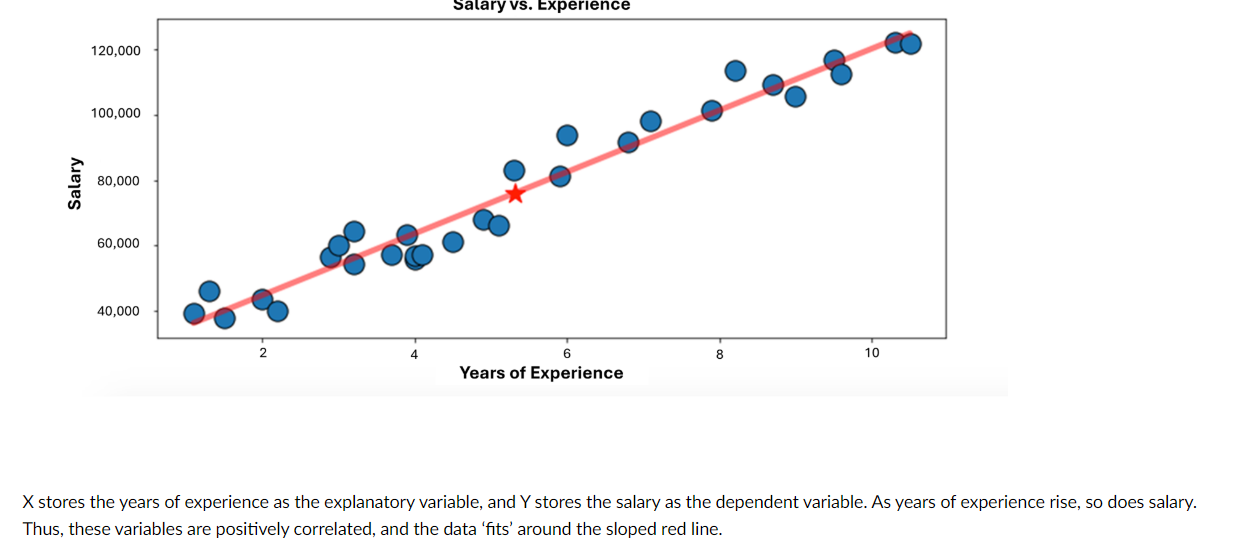 Salary vs. Experience
120,000
100,000
80,000
60,000
40,000
Salary
2 4 6 8 10
Years of Experience
X stores the years of experience as the explanatory variable, and Y stores the salary as the dependent variable. As years of experience rise, so does salary.
Thus, these variables are positively correlated, and the data ‘fits’ around the sloped red line.